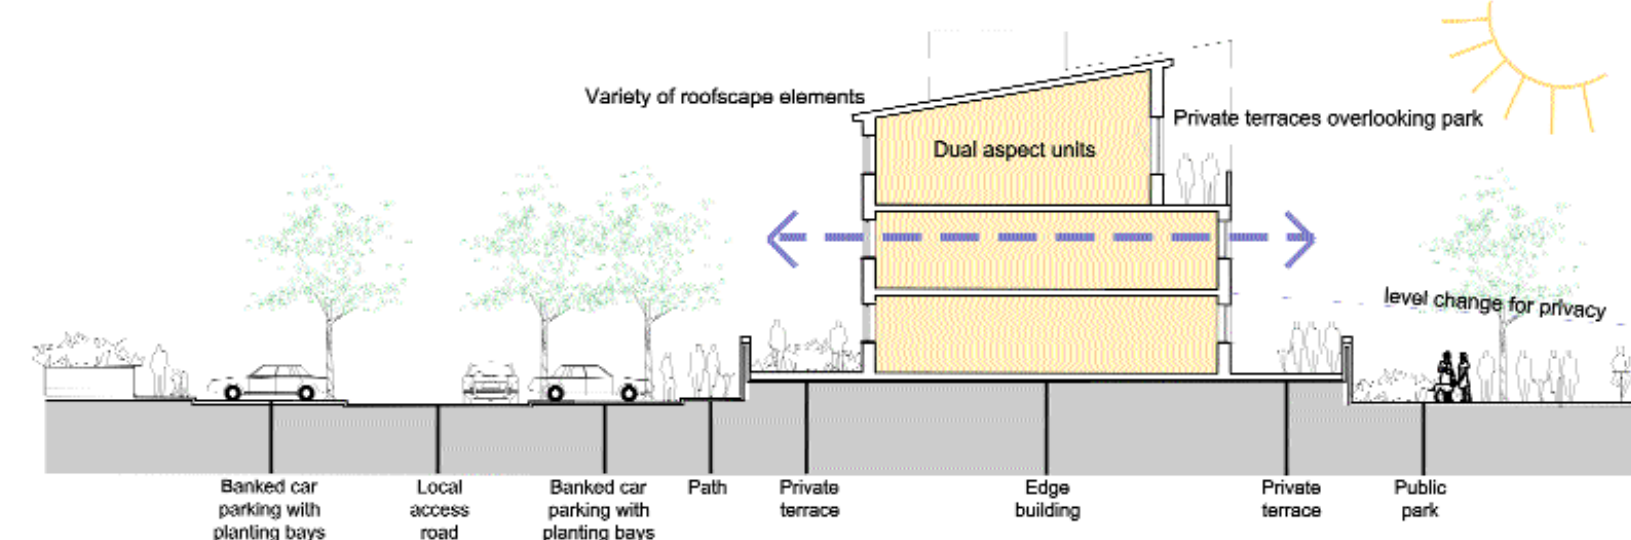 Variety of roofscape elements
Private terraces overlooking park
Dual aspect units
level change for privacy
Banked car
parking with
planting bays
Local
access
road
Banked car
parking with
planting bays
Path
Private
terrace
Edge
building
Private
terrace
Public
park